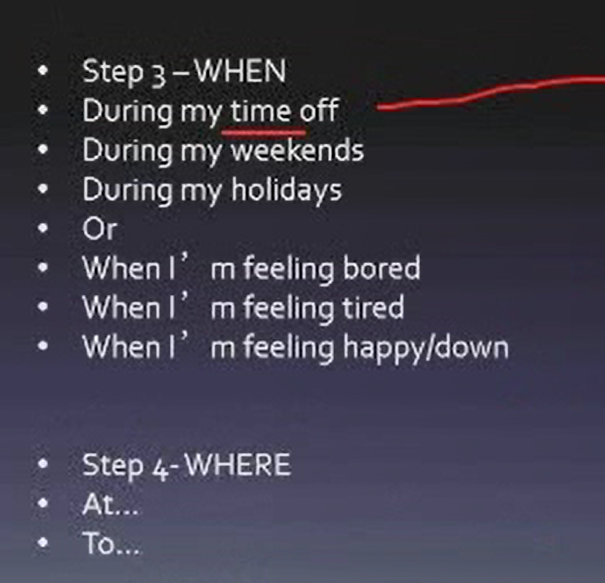 • Step 3 – WHEN
• During my time off
• During my weekends
• During my holidays
• Or
• When I’ m feeling bored
• When I’ m feeling tired
• When I’ m feeling happy/down
• Step 4- WHERE
• At...
• To...